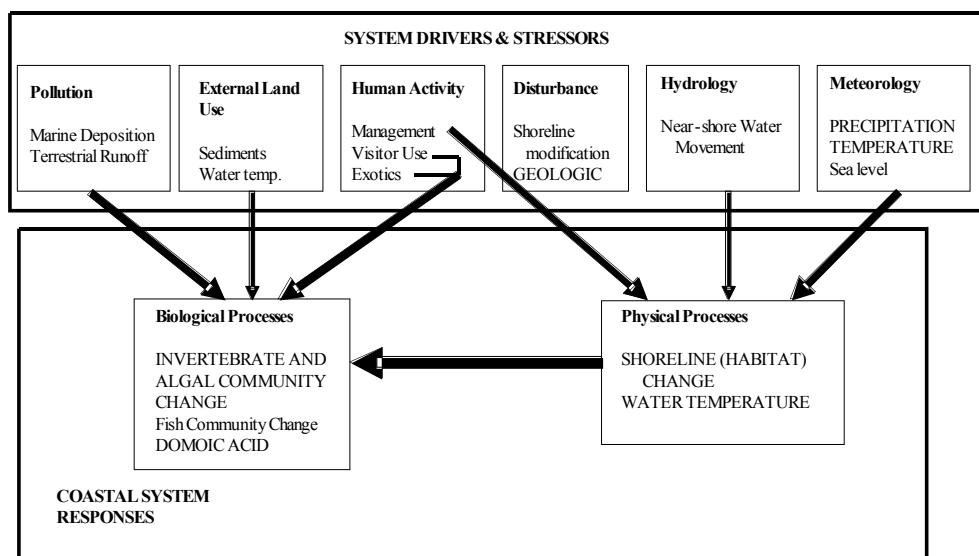 SYSTEM DRIVERS & STRESSORS
Pollution
Marine Deposition
Terrestrial Runoff
External Land
Use
Sediments
Water temp.
Human Activity
Management
Visitor Use
Exotics
Disturbance
Shoreline
modification
GEOLOGIC
Hydrology
Near-shore Water
Movement
Meteorology
PRECIPITATION
TEMPERATURE
Sea level
Biological Processes
INVERTEBRATE AND
ALGAL COMMUNITY
CHANGE
Fish Community Change
DOMOIC ACID
Physical Processes
SHORELINE (HABITAT)
CHANGE
WATER TEMPERATURE
COASTAL SYSTEM
RESPONSES